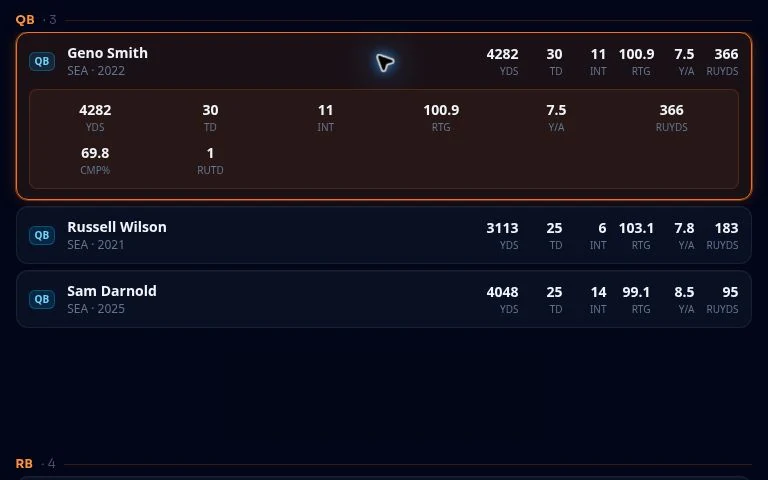 QB · 3
QB Geno Smith 4282 30 11 100.9 7.5 366
SEA · 2022 YDS TD INT RTG Y/A RUYDS
4282 30 11 100.9 7.5 366
YDS TD INT RTG Y/A RUYDS
69.8 1
CMP% RUTD
QB Russell Wilson 3113 25 6 103.1 7.8 183
SEA · 2021 YDS TD INT RTG Y/A RUYDS
QB Sam Darnold 4048 25 14 99.1 8.5 95
SEA · 2025 YDS TD INT RTG Y/A RUYDS
RB · 4